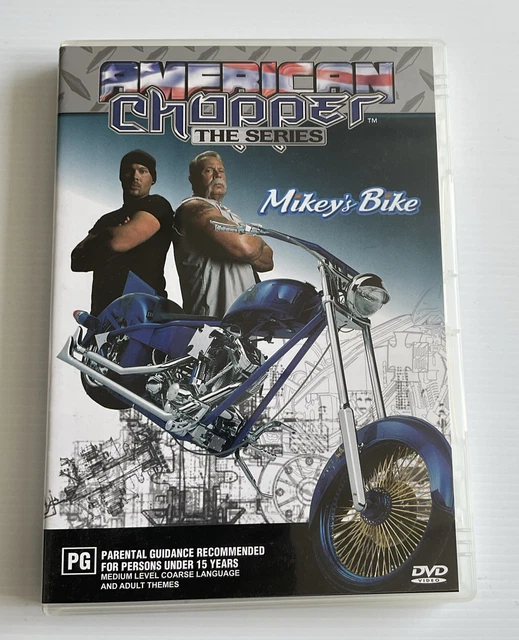 AMERICAN
CHOPPER
THE SERIES
TM
Mikey's Bike
PG
PARENTAL GUIDANCE RECOMMENDED
FOR PERSONS UNDER 15 YEARS
MEDIUM LEVEL COARSE LANGUAGE
AND ADULT THEMES
DVD
VIDEO